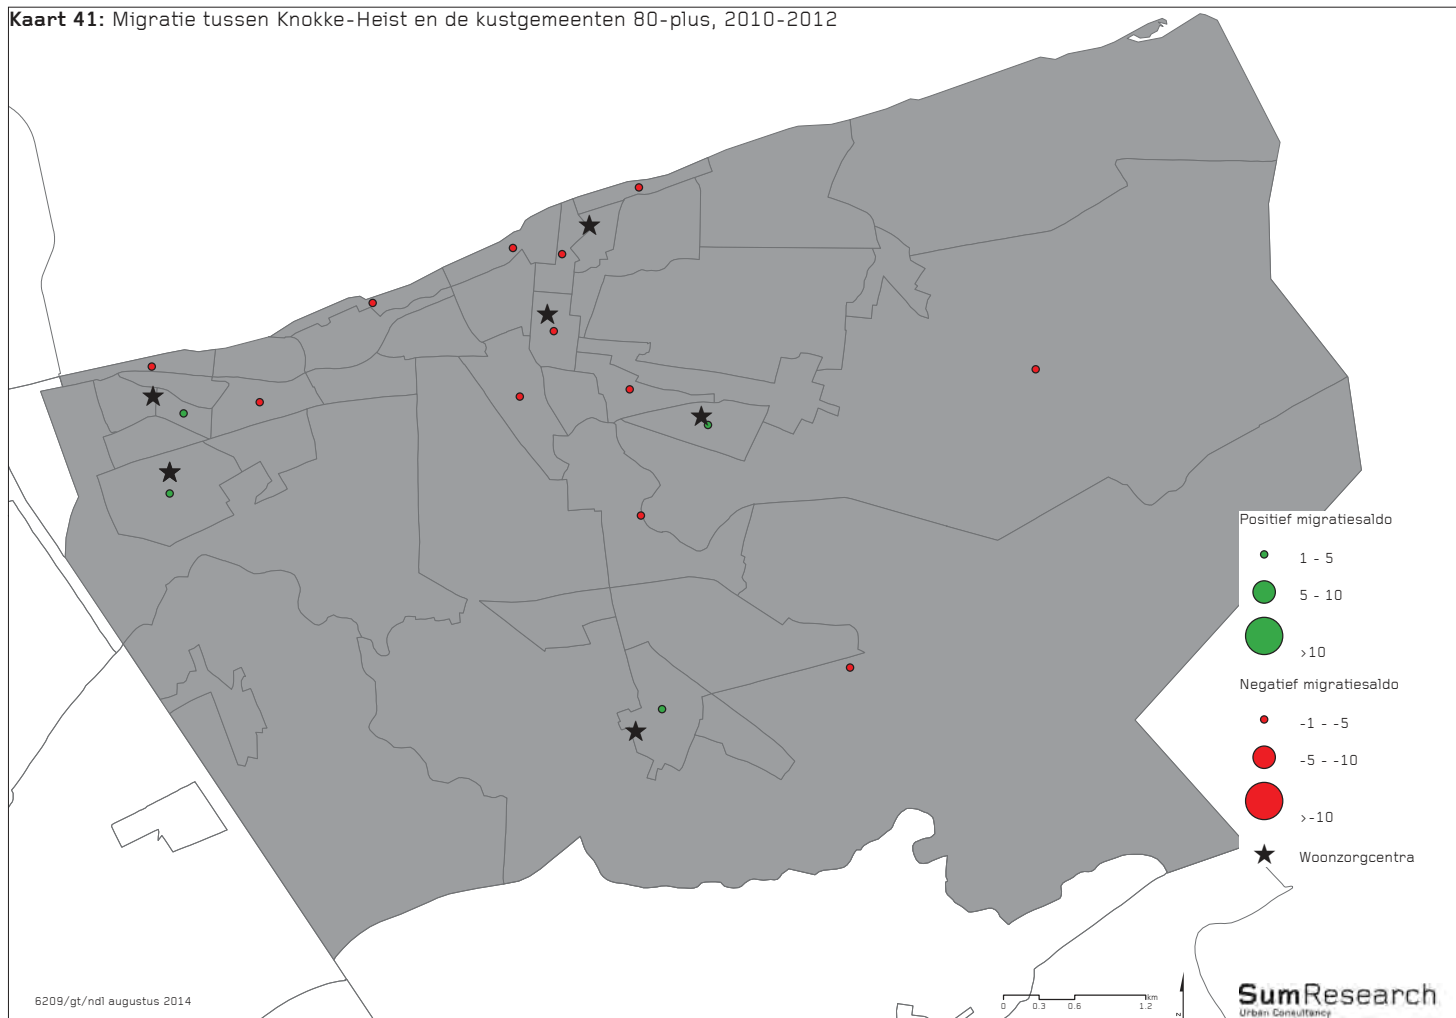 Kaart 41: Migratie tussen Knokke-Heist en de kustgemeenten 80-plus, 2010-2012
Positief migratiesaldo
1 - 5
5 - 10
>10
Negatief migratiesaldo
-1 - -5
-5 - -10
>-10
Woonzorgcentra
6209/gt/ndl augustus 2014
km
0 0.3 0.6 1.2
z
SumResearch
Urban Consultancy